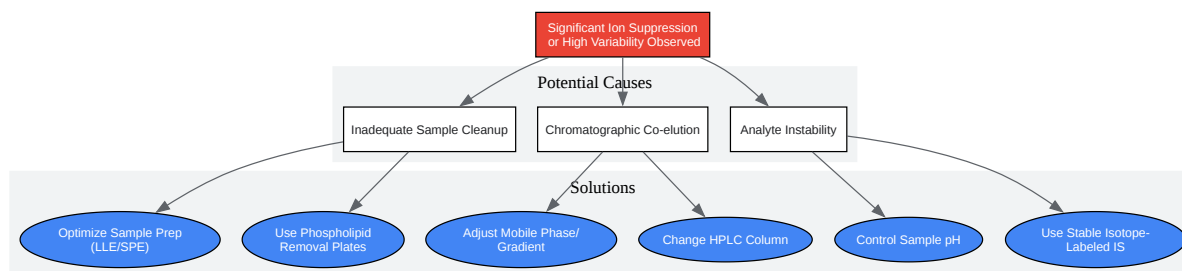 Significant Ion Suppression
or High Variability Observed
Potential Causes
Inadequate Sample Cleanup
Chromatographic Co-elution
Analyte Instability
Solutions
Optimize Sample Prep
(LLE/SPE)
Use Phospholipid
Removal Plates
Adjust Mobile Phase/
Gradient
Change HPLC Column
Control Sample pH
Use Stable Isotope-
Labeled IS